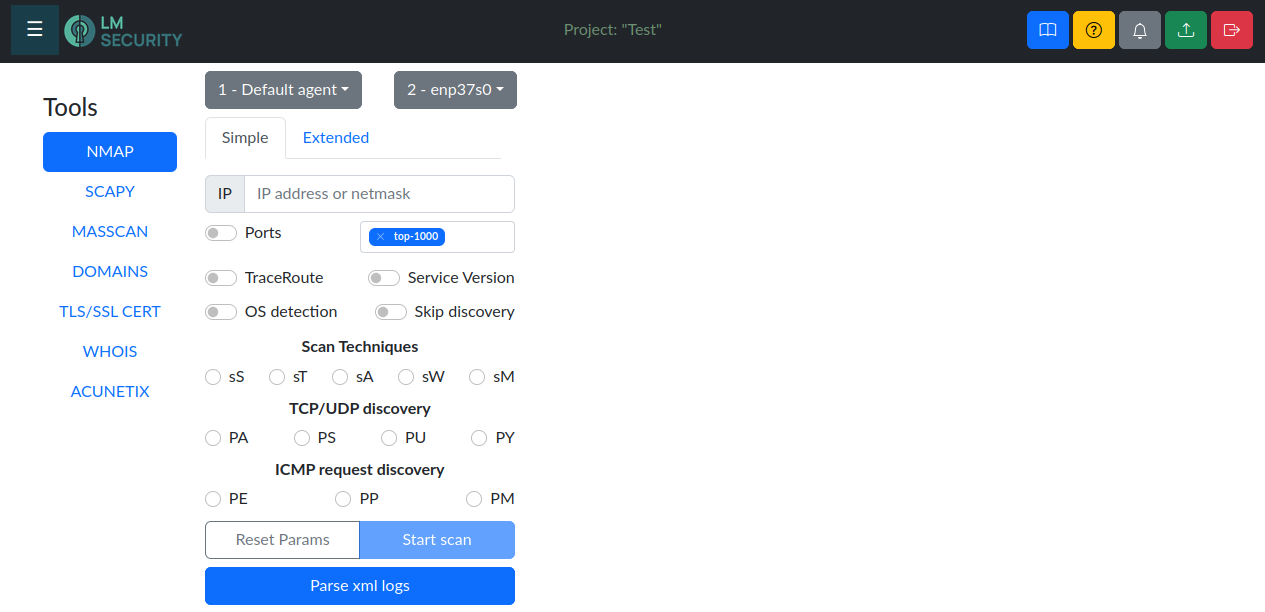 ☰ LM SECURITY
Project: "Test"
Tools
NMAP
SCAPY
MASSCAN
DOMAINS
TLS/SSL CERT
WHOIS
ACUNETIX
1 - Default agent 2 - enp37s0
Simple Extended
IP IP address or netmask
Ports × top-1000
TraceRoute Service Version
OS detection Skip discovery
Scan Techniques
sS sT sA sW sM
TCP/UDP discovery
PA PS PU PY
ICMP request discovery
PE PP PM
Reset Params Start scan
Parse xml logs